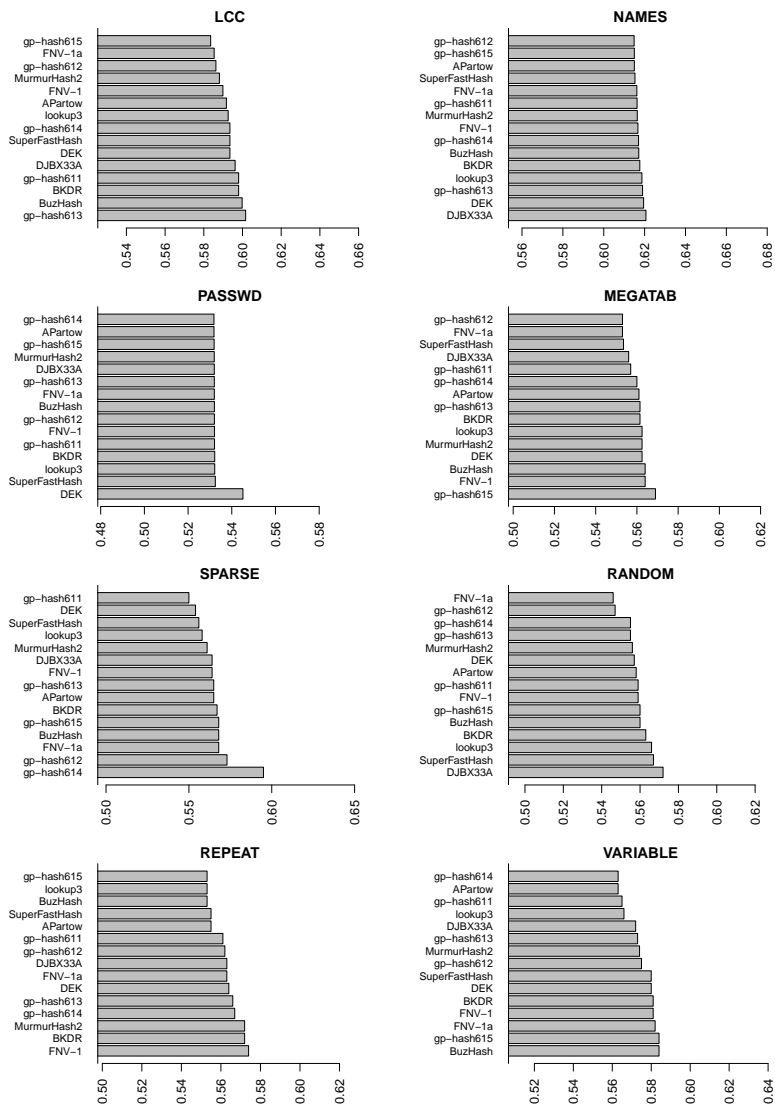 LCC
gp−hash615
FNV−1a
gp−hash612
MurmurHash2
FNV−1
APartow
lookup3
gp−hash614
SuperFastHash
DEK
DJBX33A
gp−hash611
BKDR
BuzHash
gp−hash613
0.54
0.56
0.58
0.60
0.62
0.64
0.66
NAMES
gp−hash612
gp−hash615
APartow
SuperFastHash
FNV−1a
gp−hash611
MurmurHash2
FNV−1
gp−hash614
BuzHash
BKDR
lookup3
gp−hash613
DEK
DJBX33A
0.56
0.58
0.60
0.62
0.64
0.66
0.68
PASSWD
gp−hash614
APartow
gp−hash615
MurmurHash2
DJBX33A
gp−hash613
FNV−1a
BuzHash
gp−hash612
FNV−1
gp−hash611
BKDR
lookup3
SuperFastHash
DEK
0.48
0.50
0.52
0.54
0.56
0.58
MEGATAB
gp−hash612
FNV−1a
SuperFastHash
DJBX33A
gp−hash611
gp−hash614
APartow
gp−hash613
BKDR
lookup3
MurmurHash2
DEK
BuzHash
FNV−1
gp−hash615
0.50
0.52
0.54
0.56
0.58
0.60
0.62
SPARSE
gp−hash611
DEK
SuperFastHash
lookup3
MurmurHash2
DJBX33A
FNV−1
gp−hash613
APartow
BKDR
gp−hash615
BuzHash
FNV−1a
gp−hash612
gp−hash614
0.50
0.55
0.60
0.65
RANDOM
FNV−1a
gp−hash612
gp−hash614
gp−hash613
MurmurHash2
DEK
APartow
gp−hash611
FNV−1
gp−hash615
BuzHash
BKDR
lookup3
SuperFastHash
DJBX33A
0.50
0.52
0.54
0.56
0.58
0.60
0.62
REPEAT
gp−hash615
lookup3
BuzHash
SuperFastHash
APartow
gp−hash611
gp−hash612
DJBX33A
FNV−1a
DEK
gp−hash613
gp−hash614
MurmurHash2
BKDR
FNV−1
0.50
0.52
0.54
0.56
0.58
0.60
0.62
VARIABLE
gp−hash614
APartow
gp−hash611
lookup3
DJBX33A
gp−hash613
MurmurHash2
gp−hash612
SuperFastHash
DEK
BKDR
FNV−1
FNV−1a
gp−hash615
BuzHash
0.52
0.54
0.56
0.58
0.60
0.62
0.64